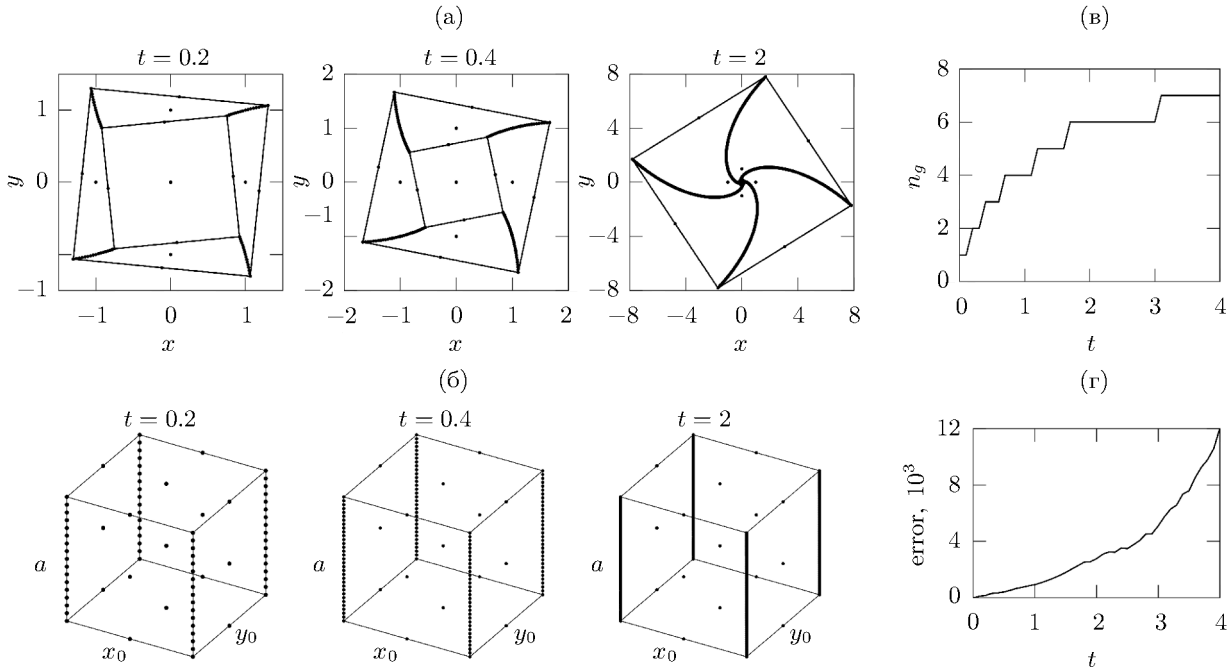 (а)
t = 0.2
t = 0.4
t = 2
y
1
0
−1
−1
0
1
x
y
2
1
0
−1
−1
−2
−2
−1
0
1
2
x
y
8
4
0
−4
−8
−8
−4
0
4
8
x
(в)
n_g
8
6
4
2
0
0
1
2
3
4
t
(б)
t = 0.2
t = 0.4
t = 2
a
x₀
y₀
a
x₀
y₀
a
x₀
y₀
(г)
error, 10³
12
8
4
0
0
1
2
3
4
t